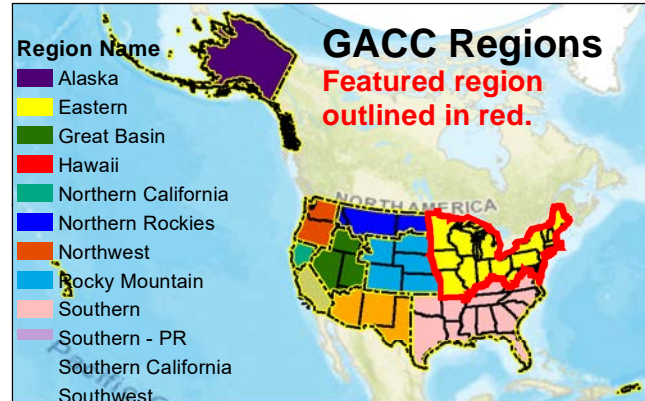 GACC Regions
Featured region
outlined in red.
Region Name
Alaska
Eastern
Great Basin
Hawaii
Northern California
Northern Rockies
Northwest
Rocky Mountain
Southern
Southern - PR
Southern California
Southwest
NORTH AMERICA
Pacific